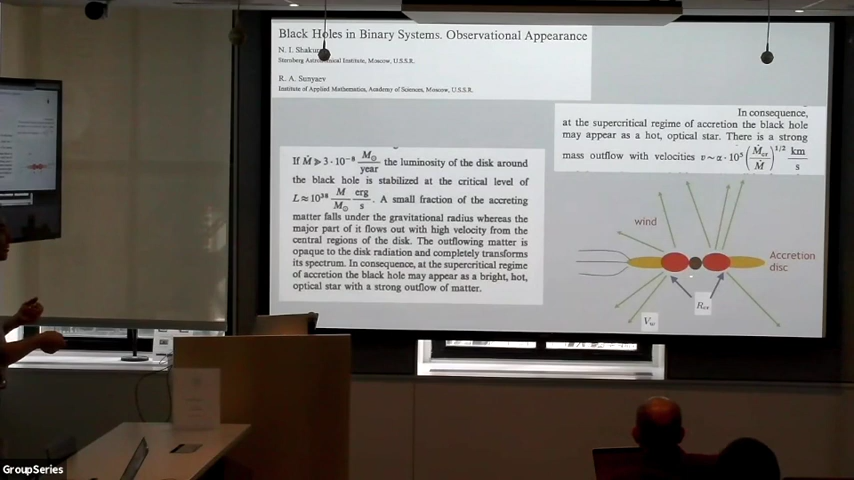 Black Holes in Binary Systems. Observational Appearance
N. I. Shakura
Sternberg Astronomical Institute, Moscow, U.S.S.R.
R. A. Sunyaev
Institute of Applied Mathematics, Academy of Sciences, Moscow, U.S.S.R.
If Ṁ ≫ 3 · 10⁻⁸ M⊙/year the luminosity of the disk around
the black hole is stabilized at the critical level of
L ≈ 10³⁸ M/M⊙ erg/s. A small fraction of the accreting
matter falls under the gravitational radius whereas the
major part of it flows out with high velocity from the
central regions of the disk. The outflowing matter is
opaque to the disk radiation and completely transforms
its spectrum. In consequence, at the supercritical regime
of accretion the black hole may appear as a bright, hot,
optical star with a strong outflow of matter.
In consequence,
at the supercritical regime of accretion the black hole
may appear as a hot, optical star. There is a strong
mass outflow with velocities v ~ α · 10⁵ (Ṁcr/Ṁ)^1/2 km/s
wind
Accretion
disc
Rcr
Vw
GroupSeries